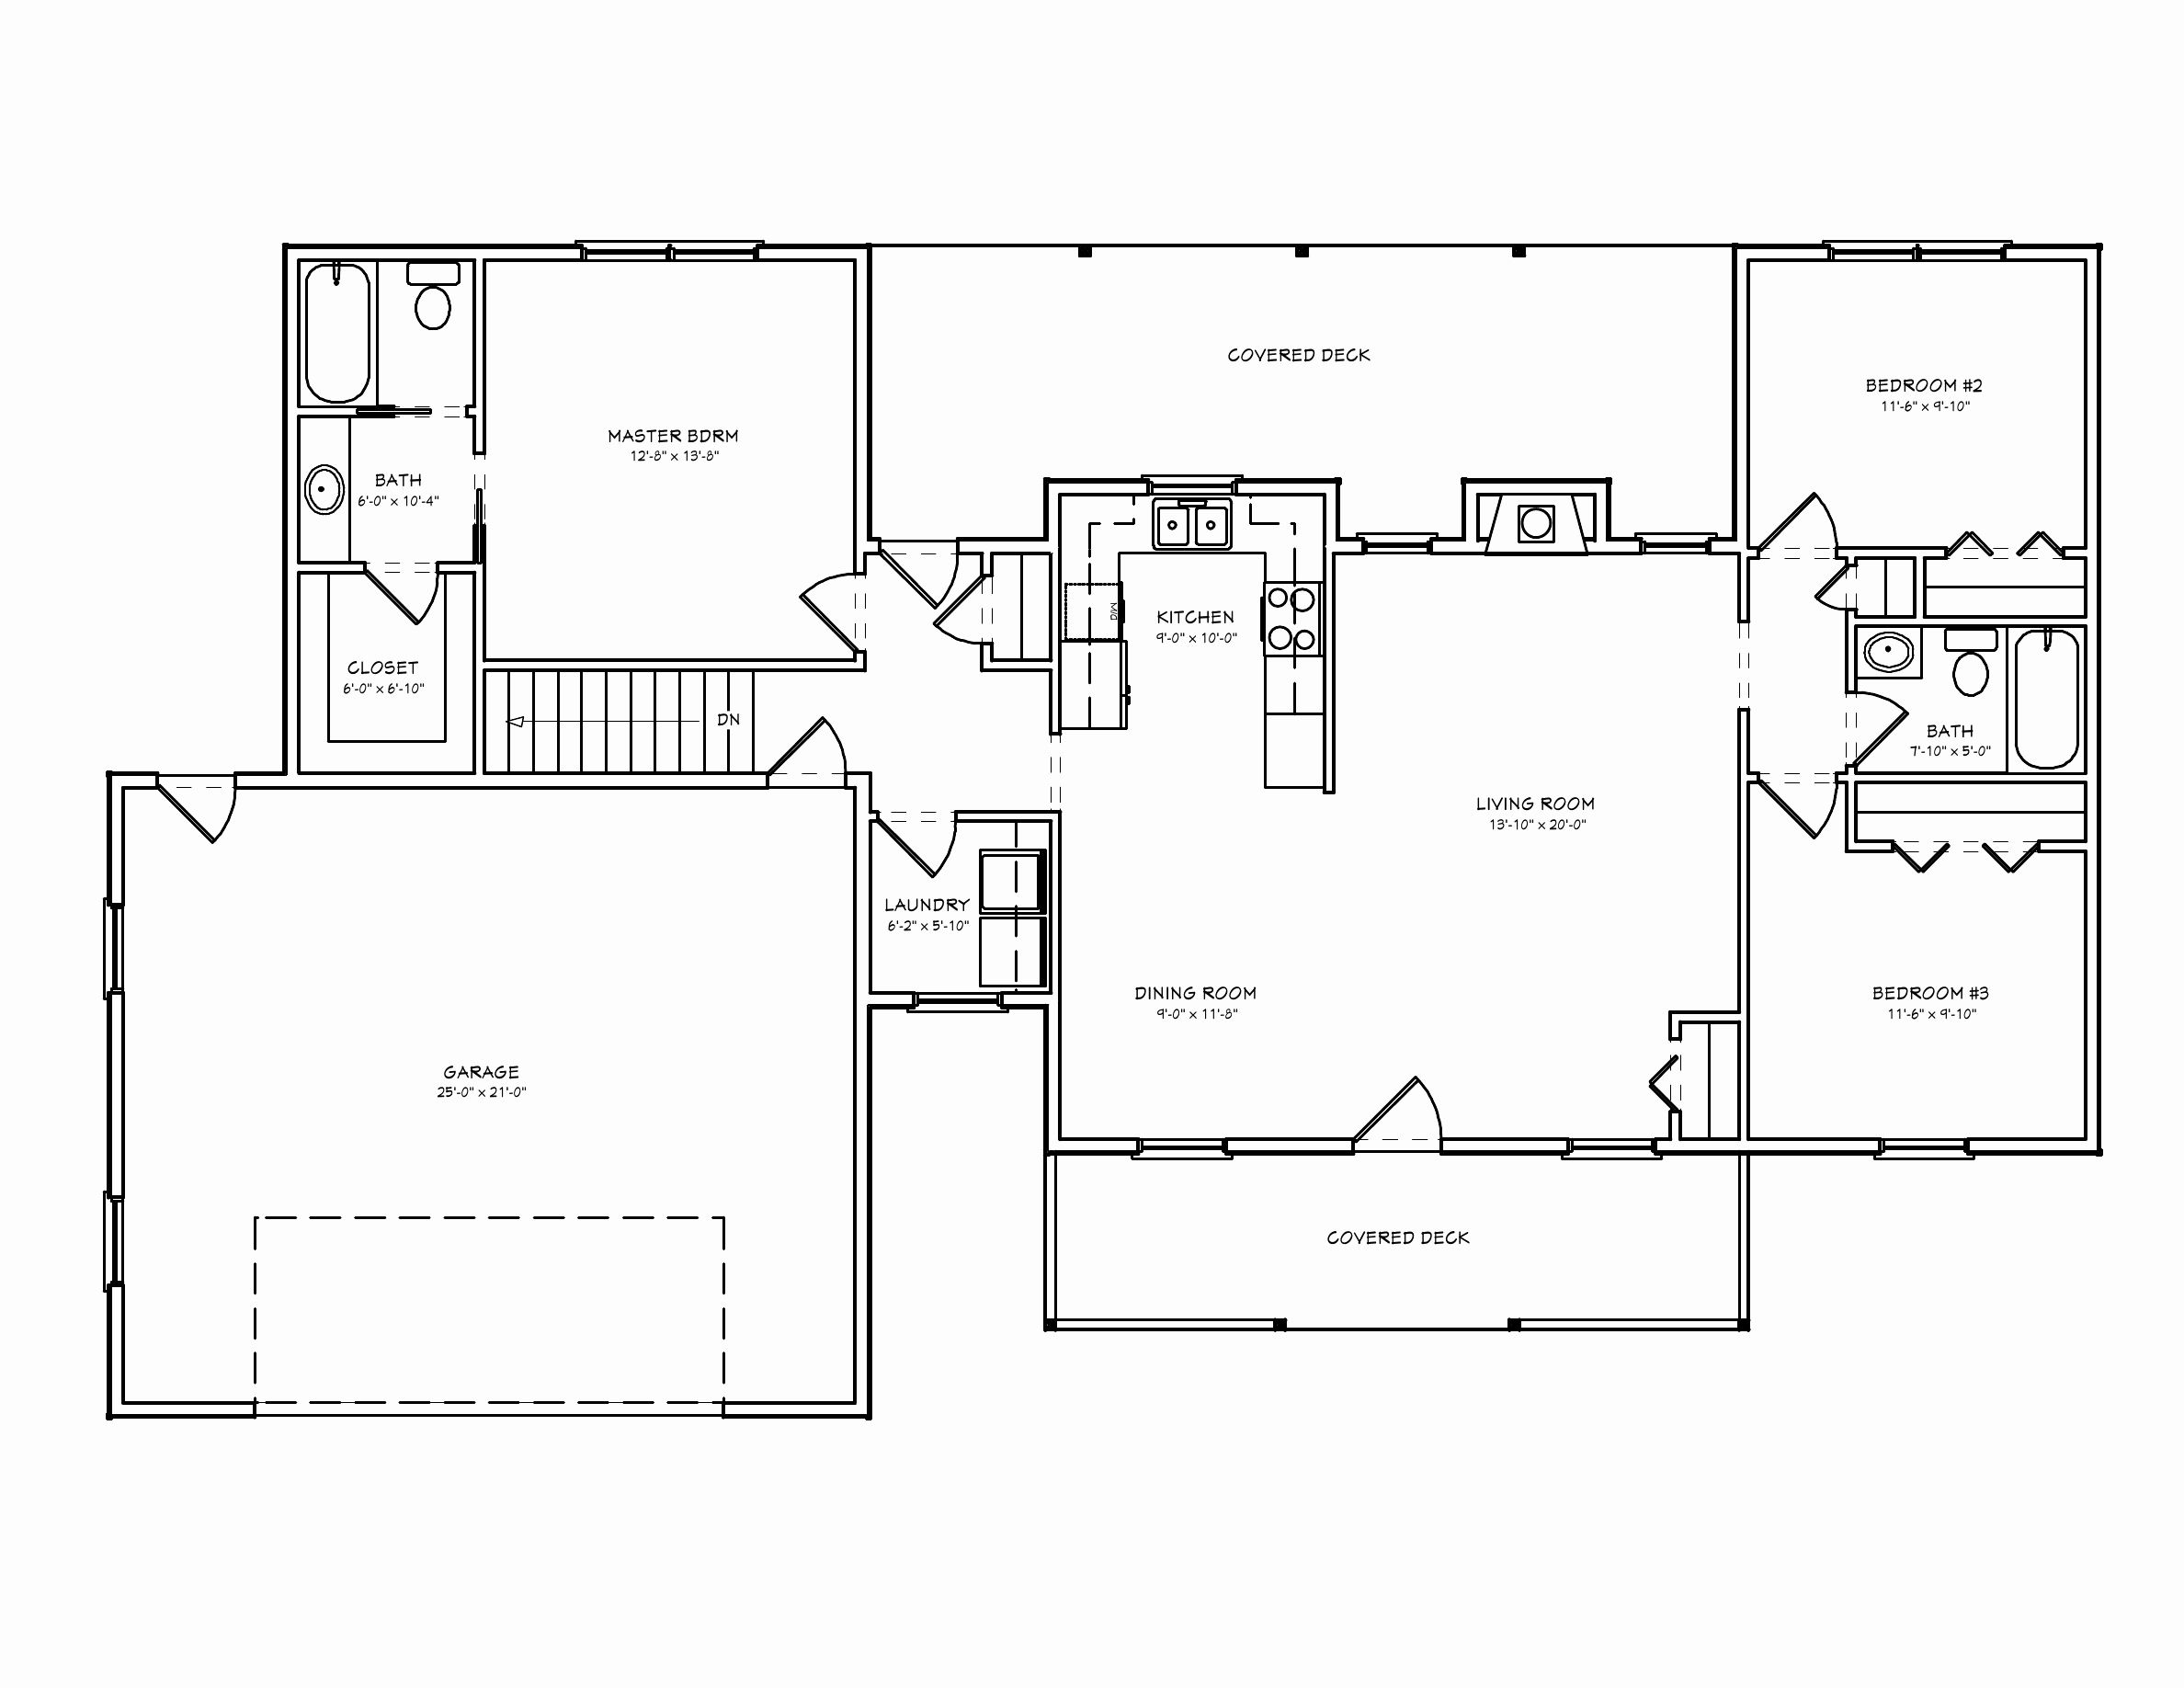 COVERED DECK
BEDROOM #2
11'-6" x 9'-10"
MASTER BDRM
12'-8" x 13'-8"
BATH
6'-0" x 10'-4"
KITCHEN
9'-0" x 10'-0"
D/W
CLOSET
6'-0" x 6'-10"
DN
BATH
7'-10" x 5'-0"
LIVING ROOM
13'-10" x 20'-0"
LAUNDRY
6'-2" x 5'-10"
DINING ROOM
9'-0" x 11'-8"
BEDROOM #3
11'-6" x 9'-10"
GARAGE
25'-0" x 21'-0"
COVERED DECK